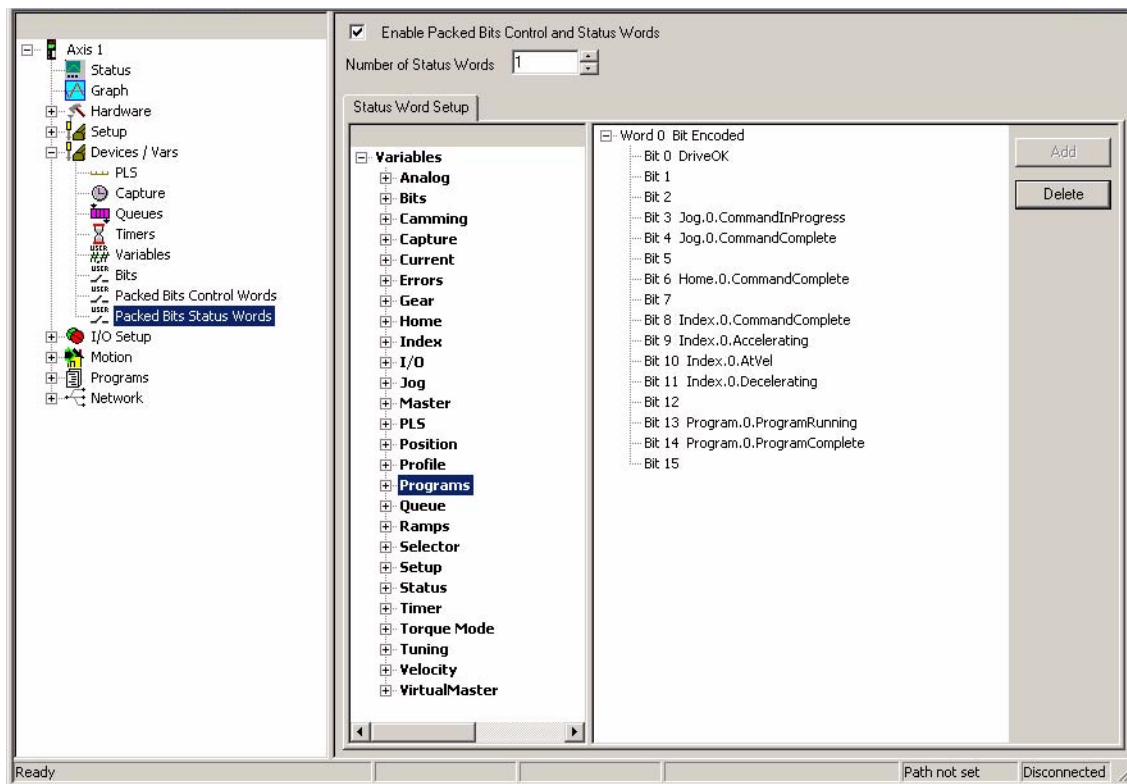 Axis 1
Status
Graph
Hardware
Setup
Devices / Vars
PLS
Capture
Queues
Timers
USER
Variables
USER
Bits
USER
Packed Bits Control Words
USER
Packed Bits Status Words
I/O Setup
Motion
Programs
Network
Enable Packed Bits Control and Status Words
Number of Status Words 1
Status Word Setup
Variables
Analog
Bits
Camming
Capture
Current
Errors
Gear
Home
Index
I/O
Jog
Master
PLS
Position
Profile
Programs
Queue
Ramps
Selector
Setup
Status
Timer
Torque Mode
Tuning
Velocity
VirtualMaster
Word 0 Bit Encoded
Bit 0 DriveOK
Bit 1
Bit 2
Bit 3 Jog.0.CommandInProgress
Bit 4 Jog.0.CommandComplete
Bit 5
Bit 6 Home.0.CommandComplete
Bit 7
Bit 8 Index.0.CommandComplete
Bit 9 Index.0.Accelerating
Bit 10 Index.0.AtVel
Bit 11 Index.0.Decelerating
Bit 12
Bit 13 Program.0.ProgramRunning
Bit 14 Program.0.ProgramComplete
Bit 15
Add
Delete
Ready
Path not set
Disconnected